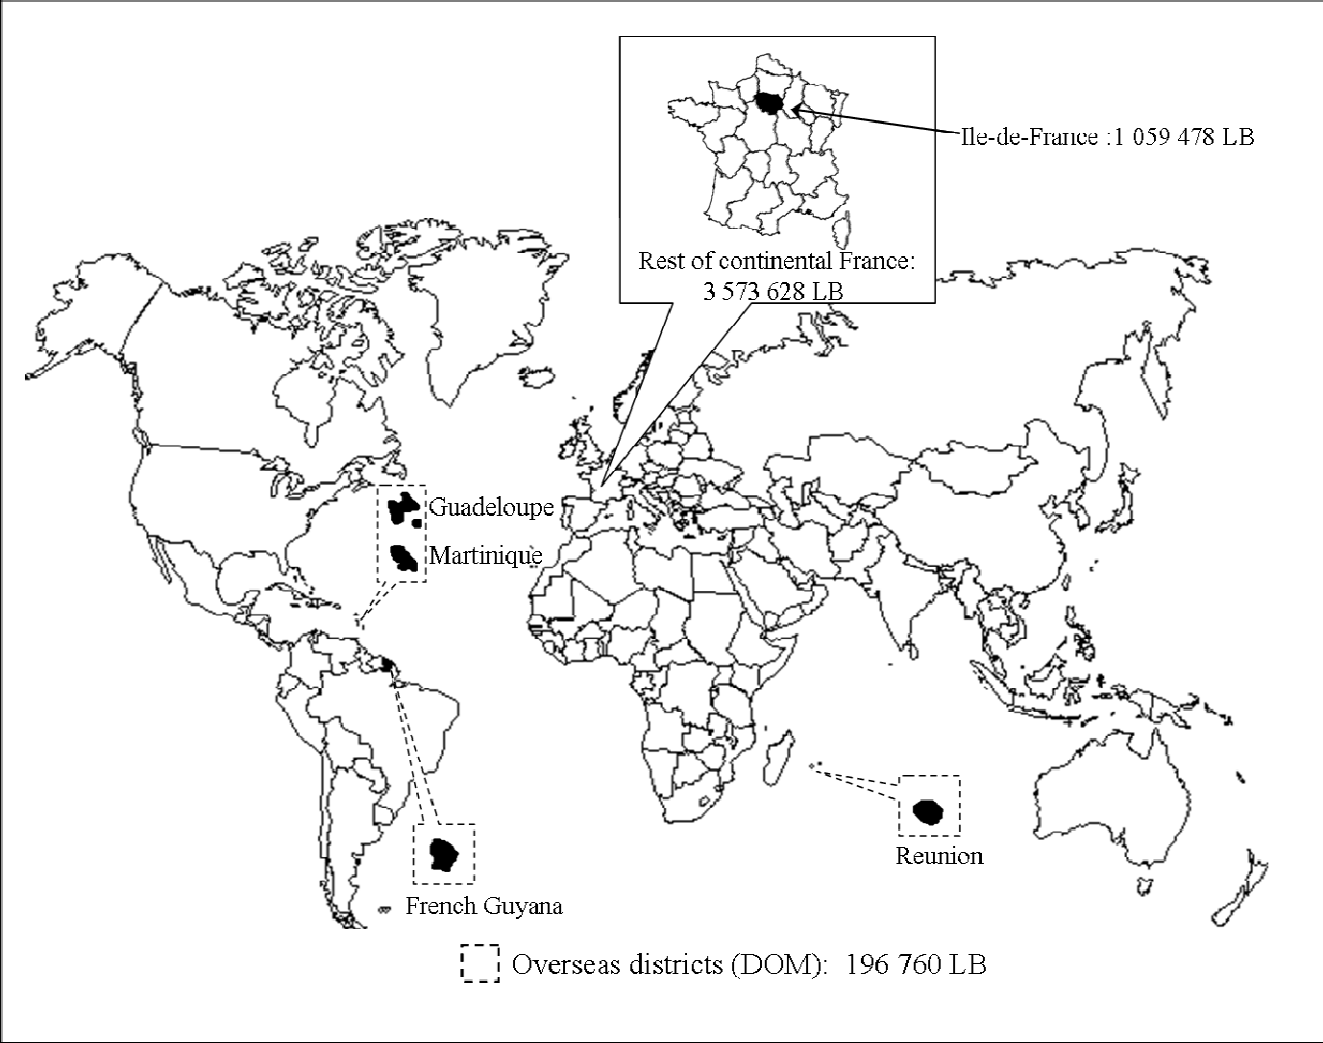 Ile-de-France :1 059 478 LB
Rest of continental France:
3 573 628 LB
Guadeloupe
Martinique
Reunion
French Guyana
Overseas districts (DOM): 196 760 LB